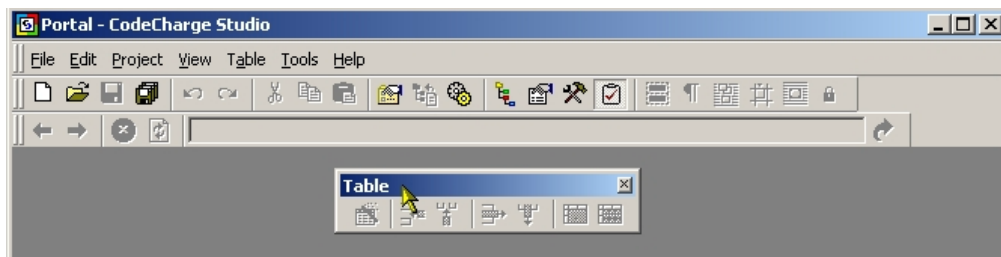 Portal - CodeCharge Studio
File Edit Project View Table Tools Help
Table